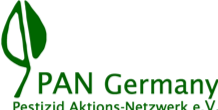 PAN Germany
Pestizid Aktions-Netzwerk e.V.